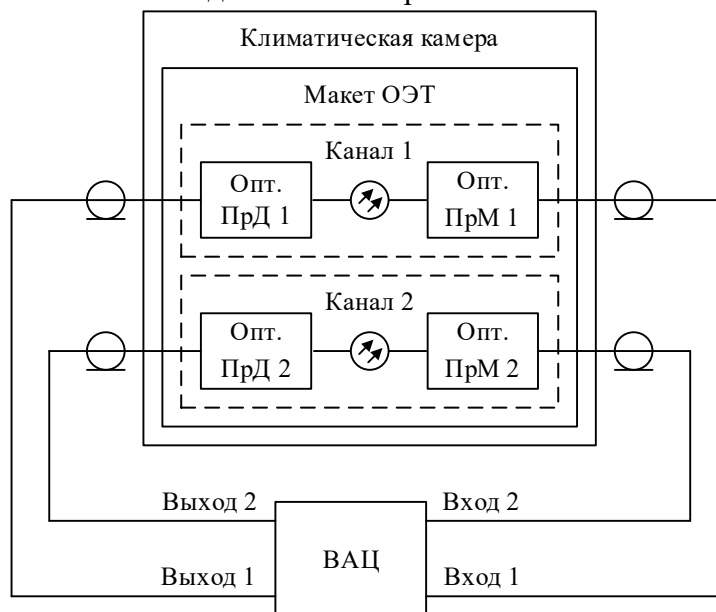 Климатическая камера
Макет ОЭТ
Канал 1
Опт.
ПрД 1
Опт.
ПрМ 1
Канал 2
Опт.
ПрД 2
Опт.
ПрМ 2
Выход 2
Вход 2
ВАЦ
Выход 1
Вход 1